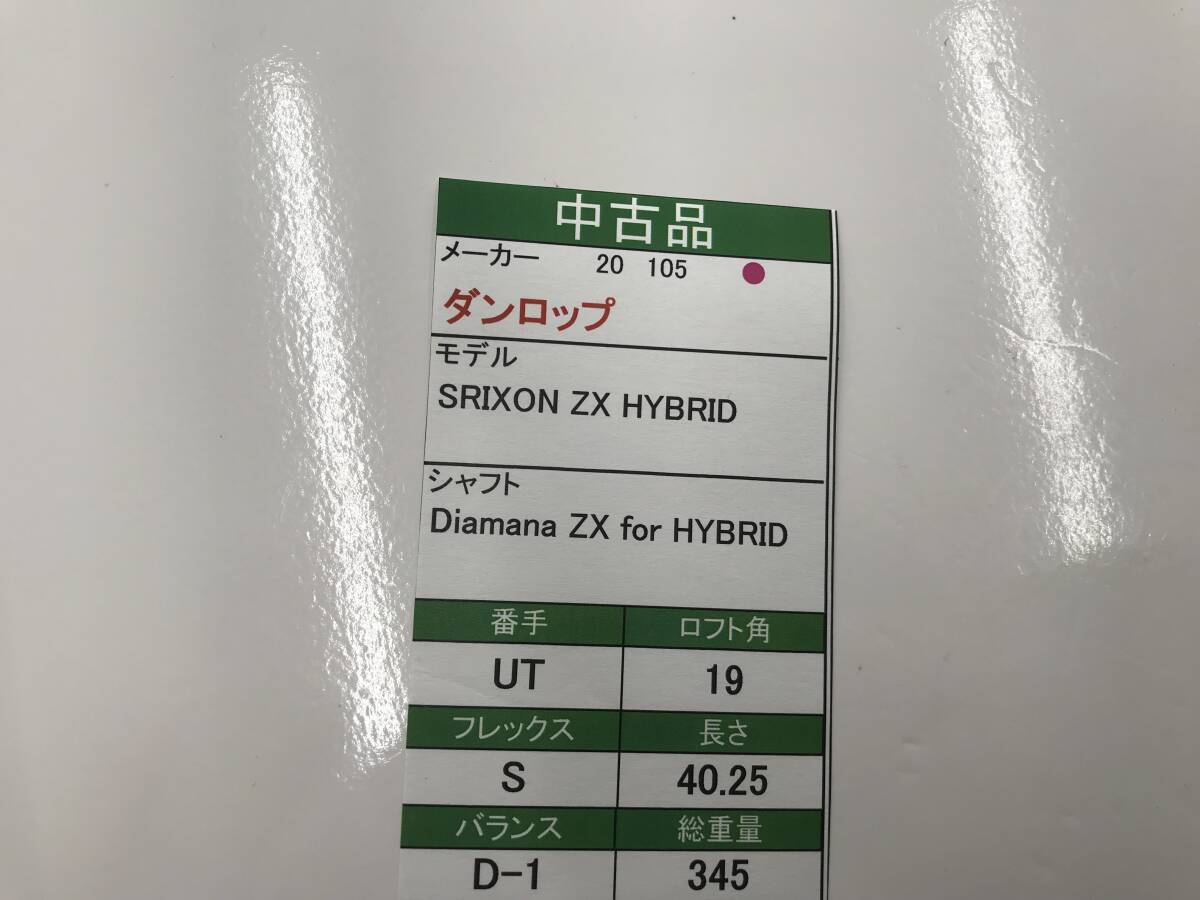 中古品
メーカー 20 105
ダンロップ
モデル
SRIXON ZX HYBRID
シャフト
Diamana ZX for HYBRID
番手 ロフト角
UT 19
フレックス 長さ
S 40.25
バランス 総重量
D-1 345